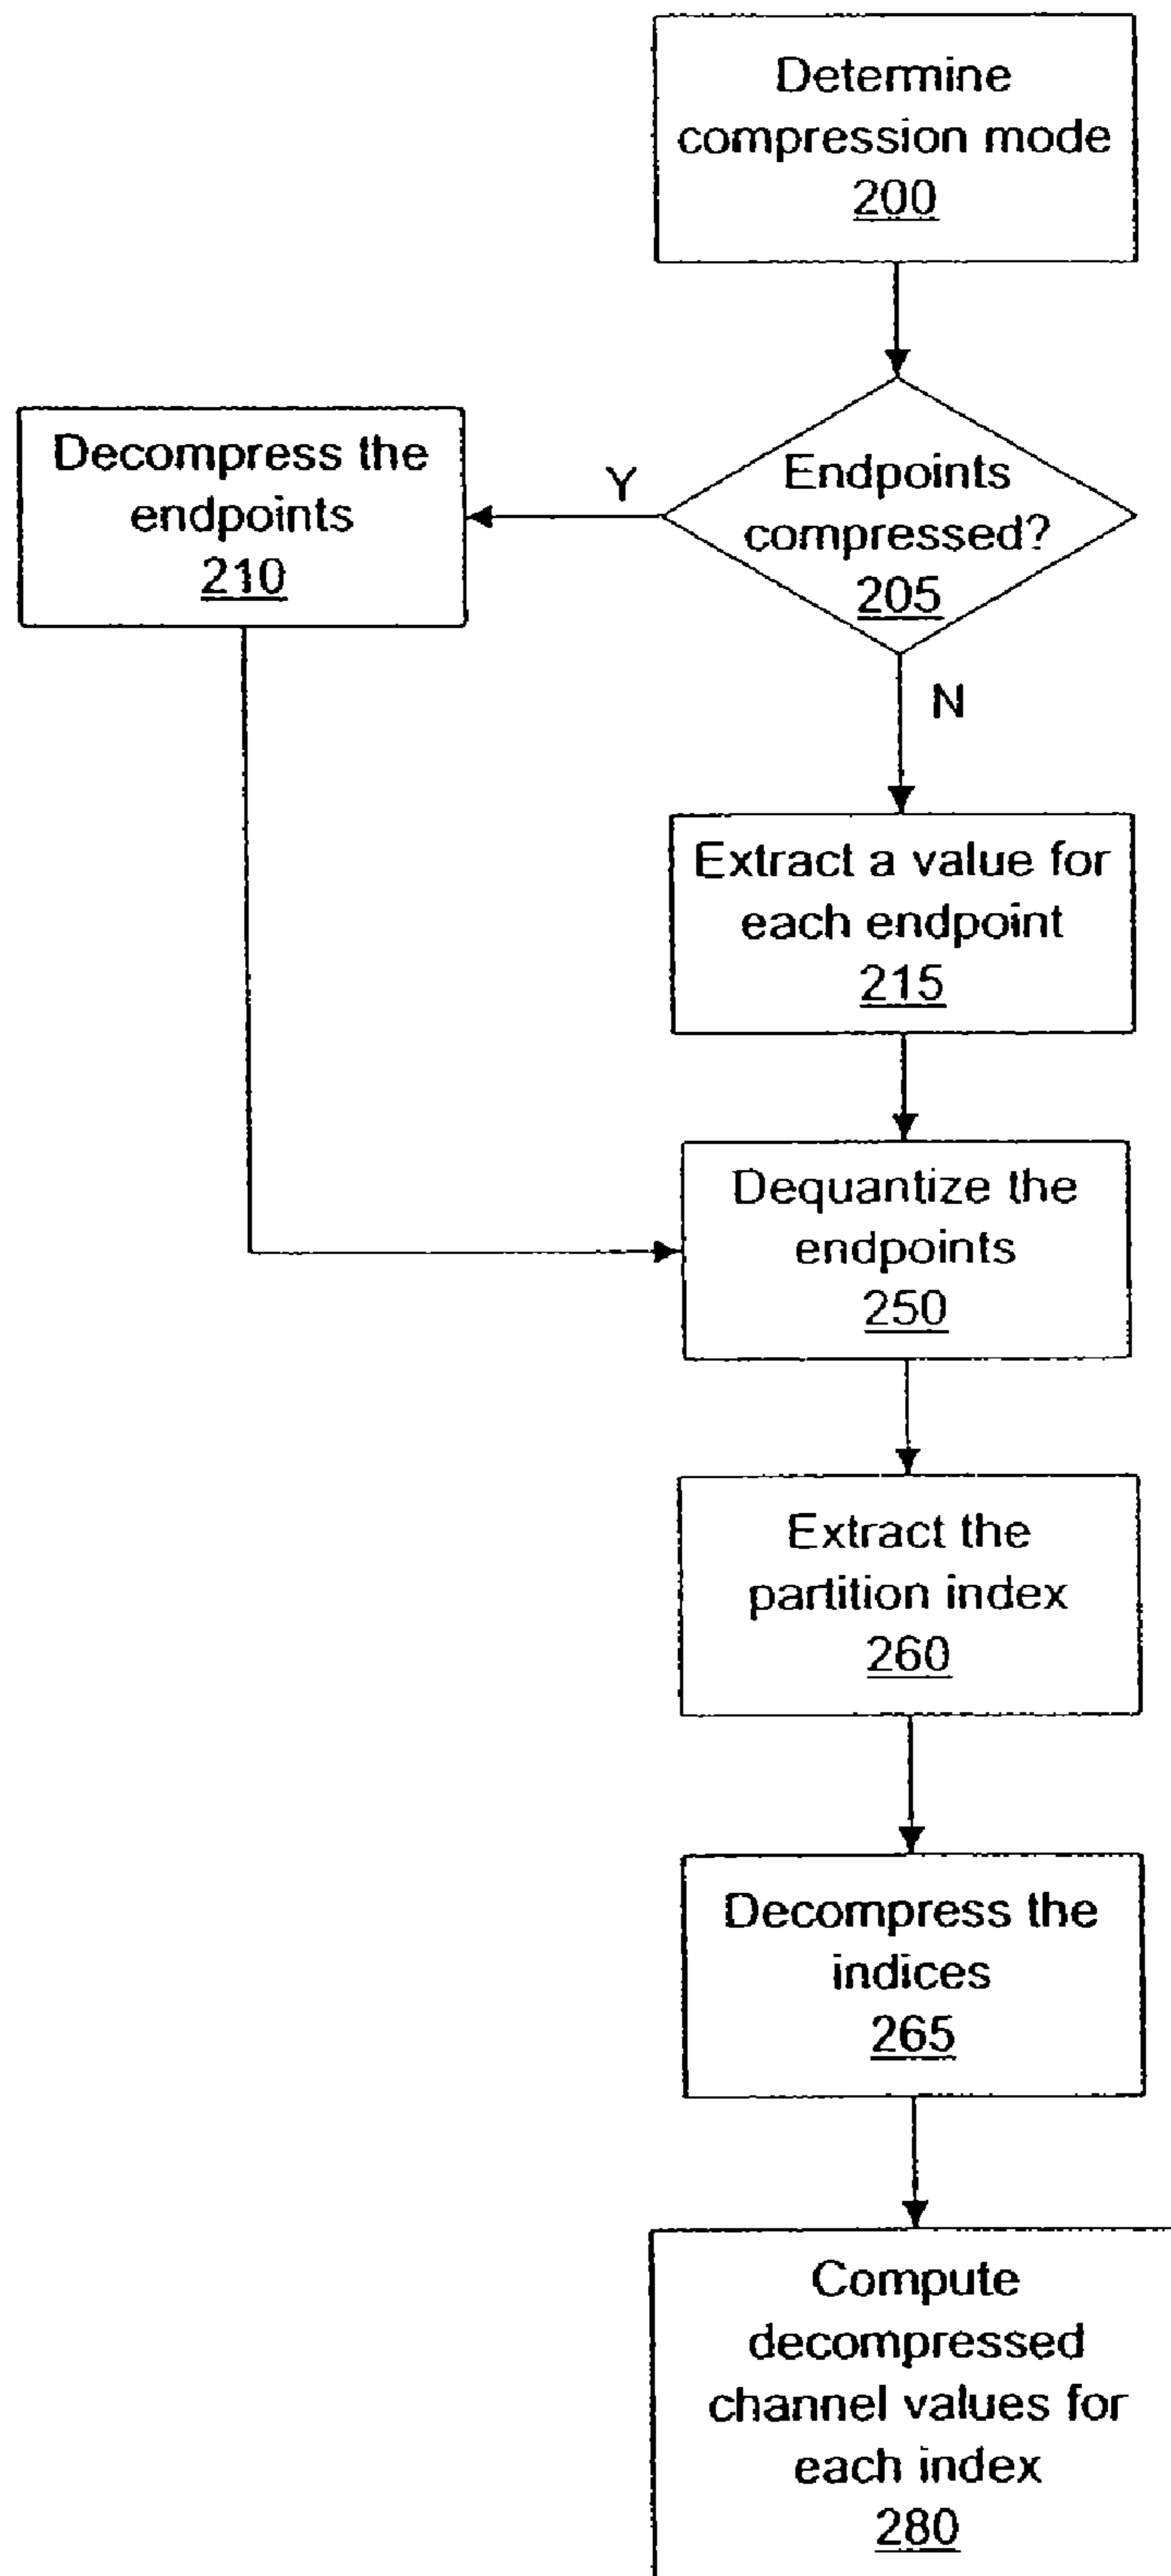 Determine
compression mode
200
Decompress the
endpoints
210
Y
Endpoints
compressed?
205
N
Extract a value for
each endpoint
215
Dequantize the
endpoints
250
Extract the
partition index
260
Decompress the
indices
265
Compute
decompressed
channel values for
each index
280